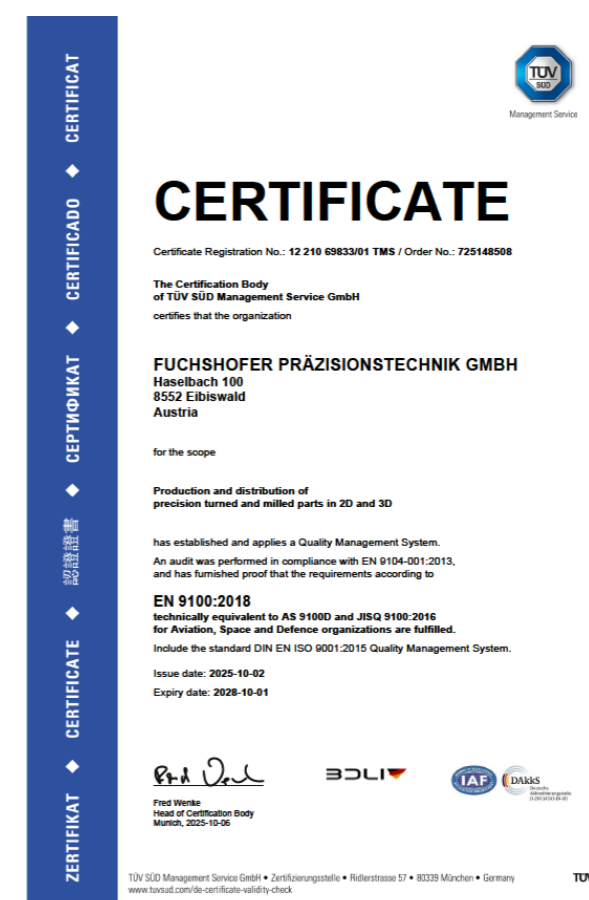 TÜV
SÜD
Management Service
CERTIFICATE
Certificate Registration No.: 12 210 69833/01 TMS / Order No.: 725148508
The Certification Body
of TÜV SÜD Management Service GmbH
certifies that the organization
FUCHSHOFER PRÄZISIONSTECHNIK GMBH
Haselbach 100
8552 Eibiswald
Austria
for the scope
Production and distribution of
precision turned and milled parts in 2D and 3D
has established and applies a Quality Management System.
An audit was performed in compliance with EN 9104-001:2013,
and has furnished proof that the requirements according to
EN 9100:2018
technically equivalent to AS 9100D and JISQ 9100:2016
for Aviation, Space and Defence organizations are fulfilled.
Include the standard DIN EN ISO 9001:2015 Quality Management System.
Issue date: 2025-10-02
Expiry date: 2028-10-01
Fred Wenke
Head of Certification Body
Munich, 2025-10-06
BDLI
IAF
DAkkS
Deutsche
Akkreditierungsstelle
TÜV SÜD Management Service GmbH • Zertifizierungsstelle • Ridlerstrasse 57 • 80339 München • Germany
www.tuvsud.com/de-certificate-validity-check
ZERTIFIKAT ◆ CERTIFICATE ◆ 認證證書 ◆ СЕРТИФИКАТ ◆ CERTIFICADO ◆ CERTIFICAT